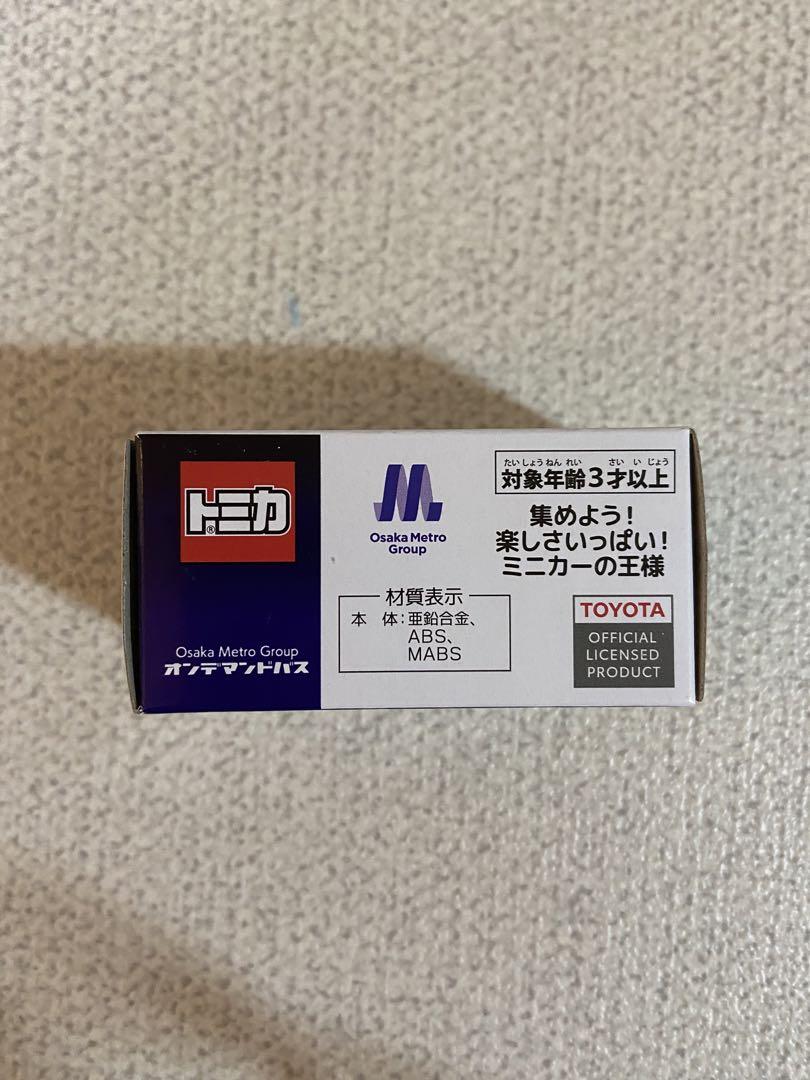 トミカ®
Osaka Metro Group
オンデマンドバス
Osaka Metro
Group
材質表示
本 体:亜鉛合金、
ABS、
MABS
たいしょうねんれい さいいじょう
対象年齢3才以上
集めよう!
楽しさいっぱい!
ミニカーの王様
TOYOTA
OFFICIAL
LICENSED
PRODUCT